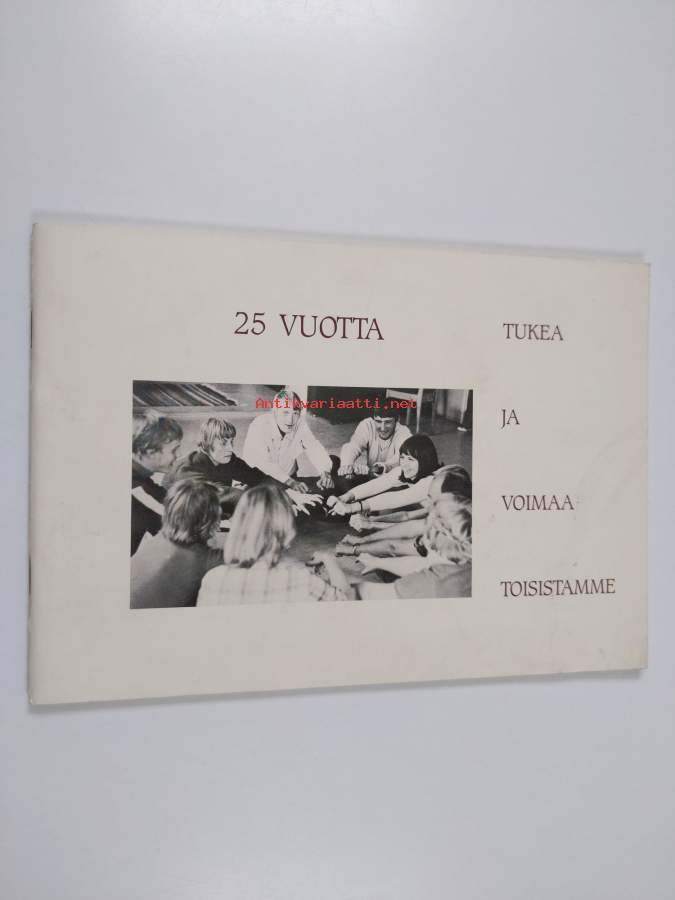 25 VUOTTA
TUKEA
JA
VOIMAA
TOISISTAMME
Antikvariaatti.net